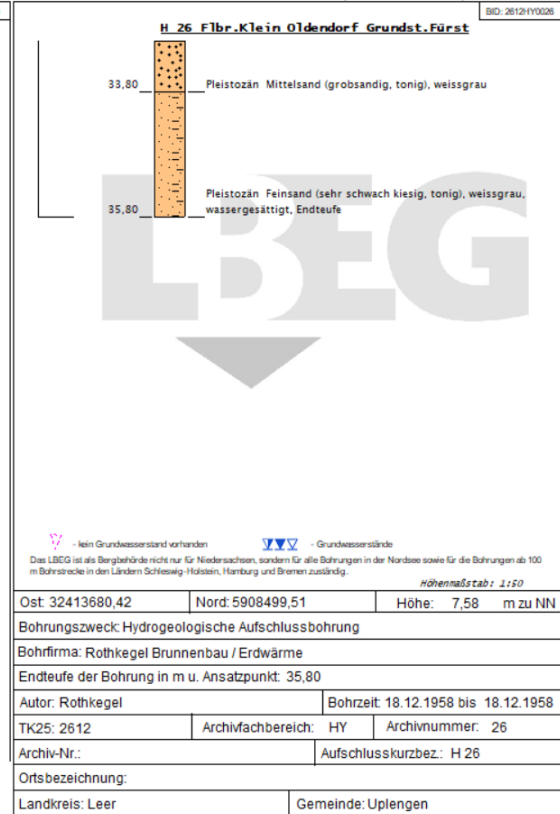 BID: 2612HY0026
H 26 Flbr.Klein Oldendorf Grundst.Fürst
33,80 Pleistozän Mittelsand (grobsandig, tonig), weissgrau
Pleistozän Feinsand (sehr schwach kiesig, tonig), weissgrau,
35,80 wassergesättigt, Endteufe
LBEG
- kein Grundwasserstand vorhanden - Grundwasserstände
Das LBEG ist als Bergbehörde nicht nur für Niedersachsen, sondern für alle Bohrungen in der Nordsee sowie für die Bohrungen ab 100
m Bohrstrecke in den Ländern Schleswig-Holstein, Hamburg und Bremen zuständig.
Höhenmaßstab: 1:50
Ost: 32413680,42 Nord: 5908499,51 Höhe: 7,58 m zu NN
Bohrungszweck: Hydrogeologische Aufschlussbohrung
Bohrfirma: Rothkegel Brunnenbau / Erdwärme
Endteufe der Bohrung in m u. Ansatzpunkt: 35,80
Autor: Rothkegel Bohrzeit: 18.12.1958 bis 18.12.1958
TK25: 2612 Archivfachbereich: HY Archivnummer: 26
Archiv-Nr.: Aufschlusskurzbez.: H 26
Ortsbezeichnung:
Landkreis: Leer Gemeinde: Uplengen